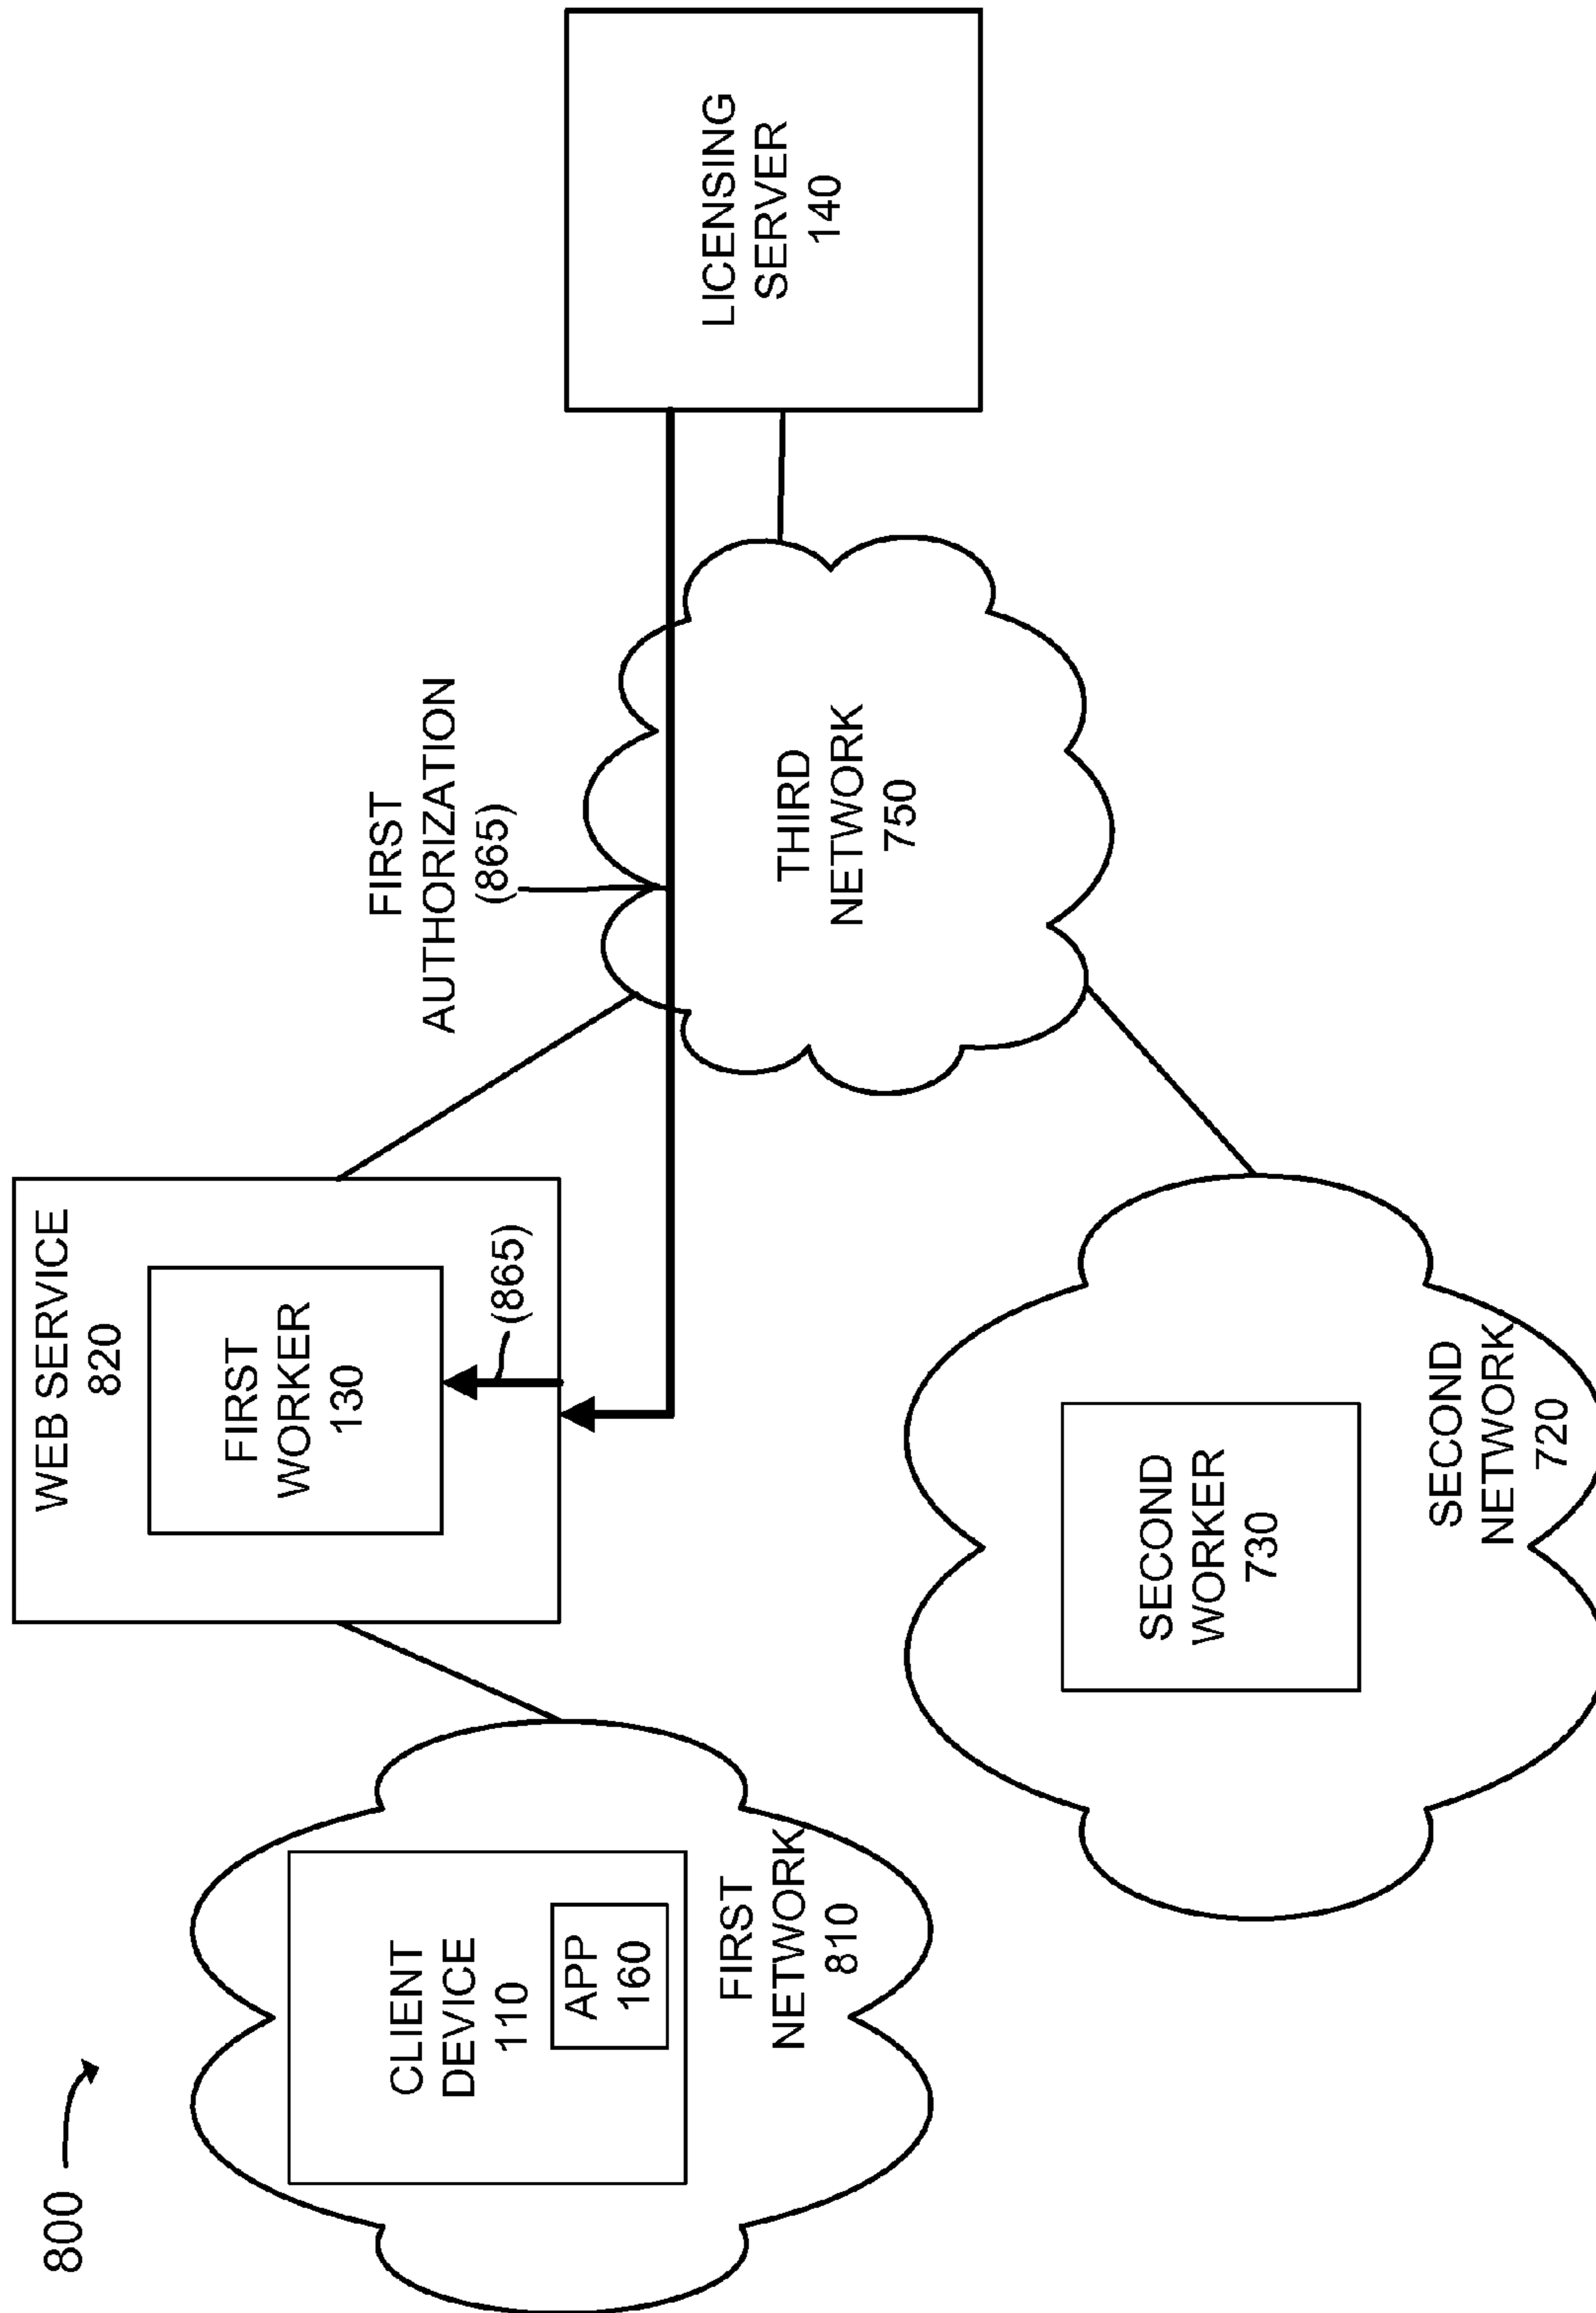 800
WEB SERVICE
820
FIRST
WORKER
130
(865)
FIRST
AUTHORIZATION
(865)
CLIENT
DEVICE
110
APP
160
FIRST
NETWORK
810
THIRD
NETWORK
750
LICENSING
SERVER
140
SECOND
WORKER
730
SECOND
NETWORK
720